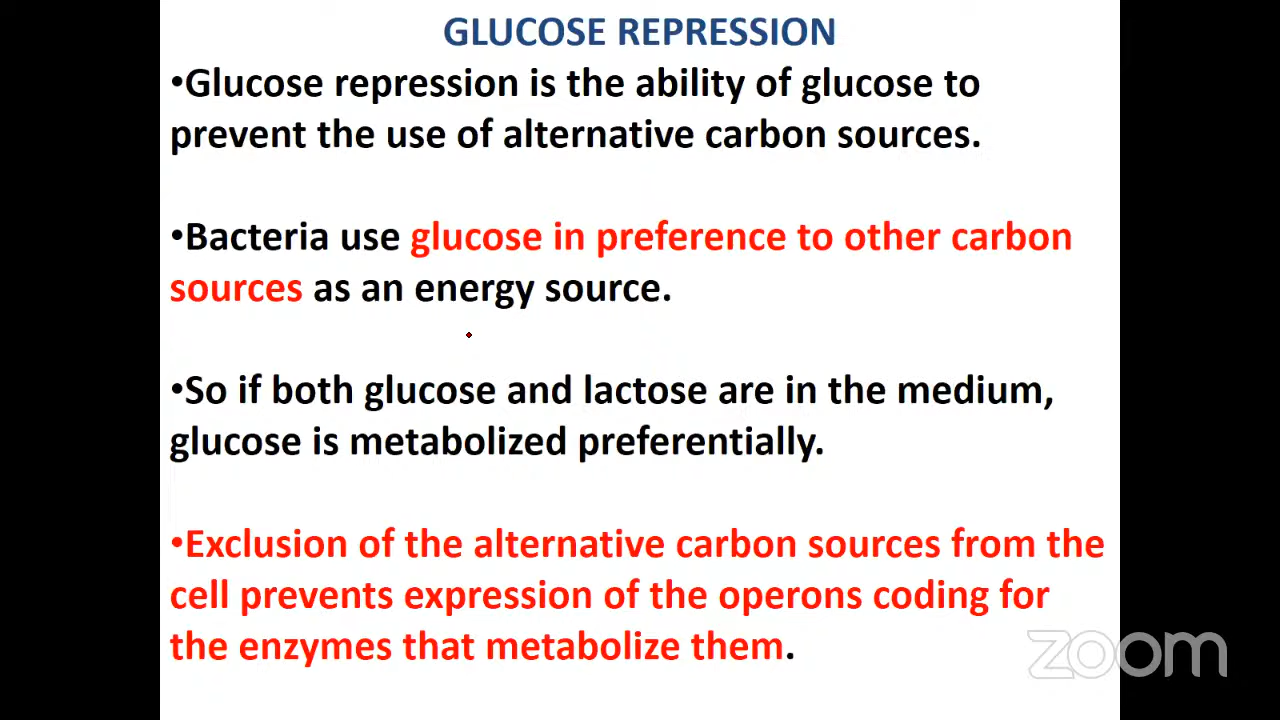 GLUCOSE REPRESSION
•Glucose repression is the ability of glucose to
prevent the use of alternative carbon sources.
•Bacteria use glucose in preference to other carbon
sources as an energy source.
•So if both glucose and lactose are in the medium,
glucose is metabolized preferentially.
•Exclusion of the alternative carbon sources from the
cell prevents expression of the operons coding for
the enzymes that metabolize them.
zoom